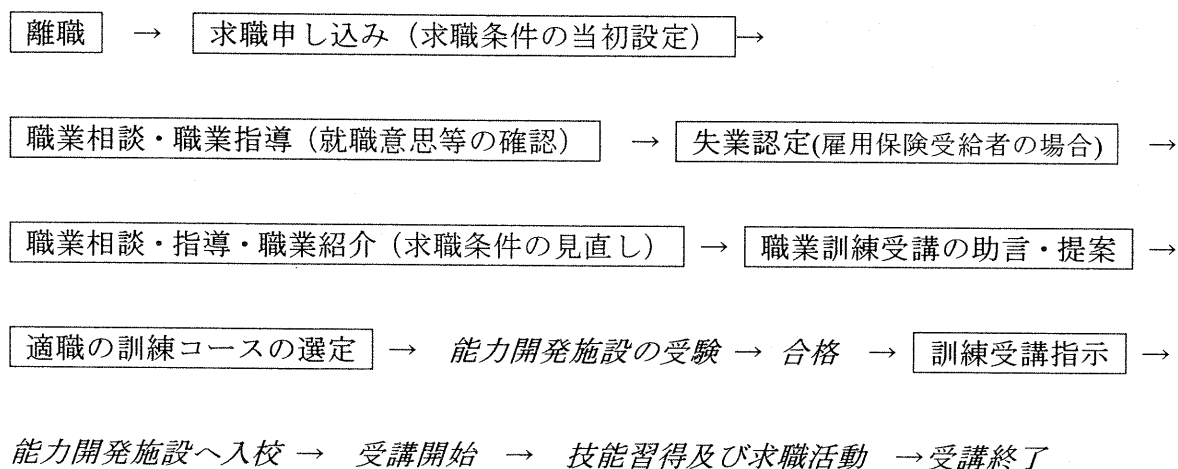 離職 → 求職申し込み（求職条件の当初設定）→
職業相談・職業指導（就職意思等の確認） → 失業認定(雇用保険受給者の場合) →
職業相談・指導・職業紹介（求職条件の見直し） → 職業訓練受講の助言・提案 →
適職の訓練コースの選定 → 能力開発施設の受験 → 合格 → 訓練受講指示 →
能力開発施設へ入校 → 受講開始 → 技能習得及び求職活動 →受講終了